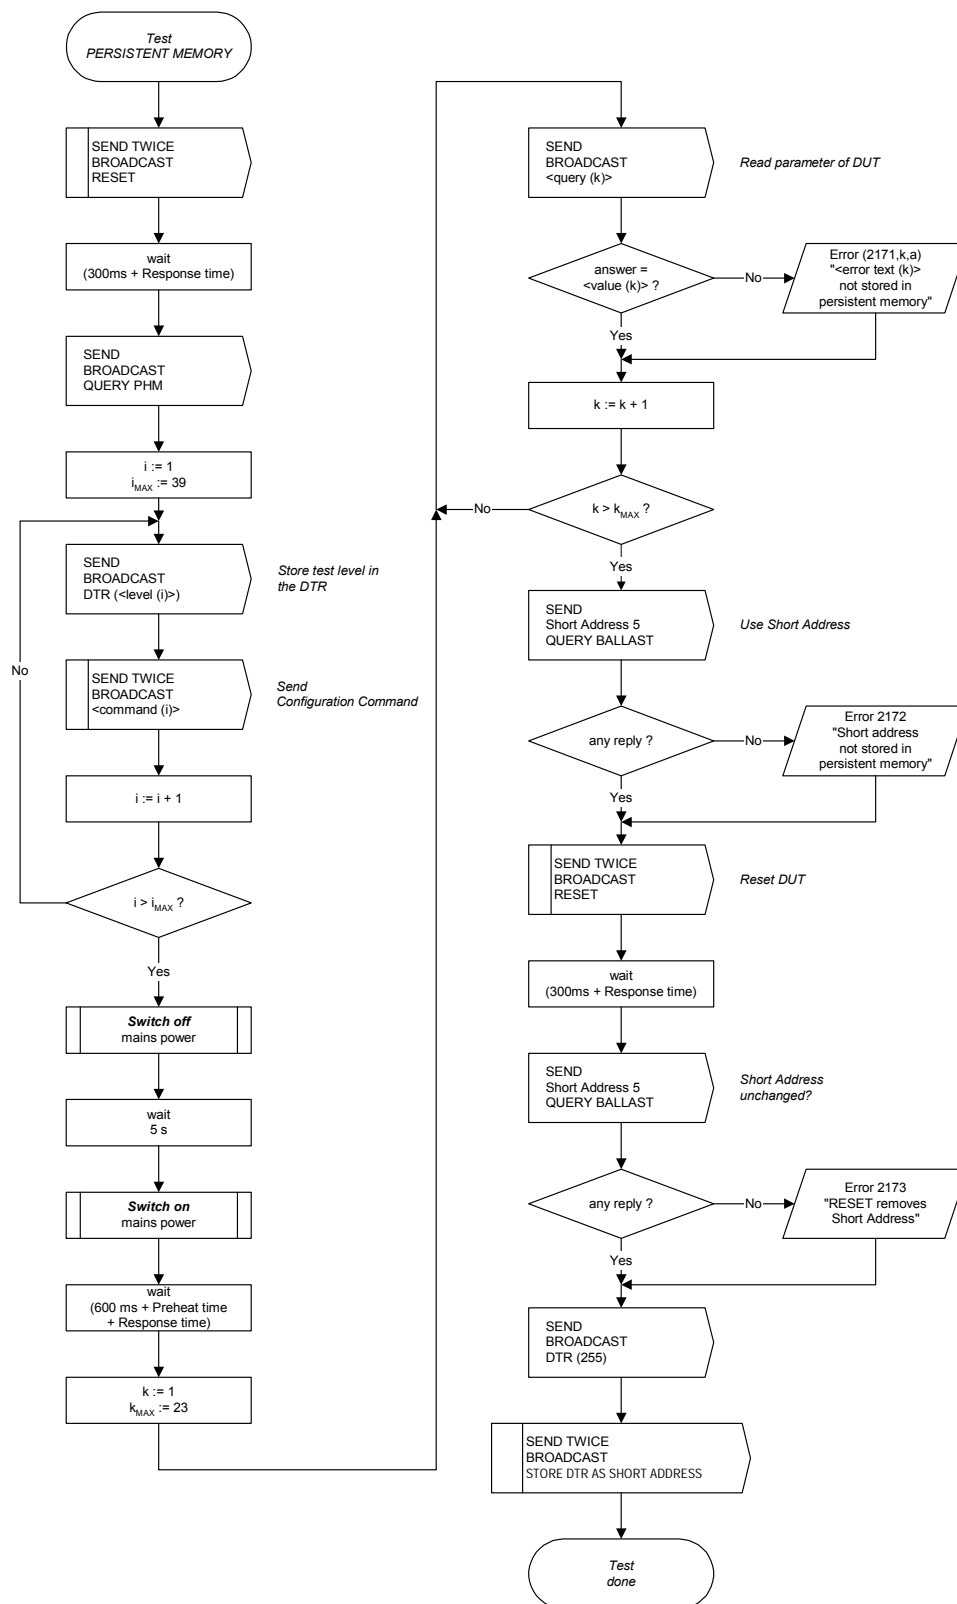 Test
PERSISTENT MEMORY
SEND TWICE
BROADCAST
RESET
wait
(300ms + Response time)
SEND
BROADCAST
QUERY PHM
i := 1
iMAX := 39
SEND
BROADCAST
DTR (<level (i)>)
Store test level in
the DTR
No
SEND TWICE
BROADCAST
<command (i)>
Send
Configuration Command
i := i + 1
i > iMAX ?
Yes
Switch off
mains power
wait
5 s
Switch on
mains power
wait
(600 ms + Preheat time
+ Response time)
k := 1
kMAX := 23
SEND
BROADCAST
<query (k)>
Read parameter of DUT
answer =
<value (k)> ?
No
Error (2171,k,a)
"<error text (k)>
not stored in
persistent memory"
Yes
k := k + 1
k > kMAX ?
No
Yes
SEND
Short Address 5
QUERY BALLAST
Use Short Address
any reply ?
No
Error 2172
"Short address
not stored in
persistent memory"
Yes
SEND TWICE
BROADCAST
RESET
Reset DUT
wait
(300ms + Response time)
SEND
Short Address 5
QUERY BALLAST
Short Address
unchanged?
any reply ?
No
Error 2173
"RESET removes
Short Address"
Yes
SEND
BROADCAST
DTR (255)
SEND TWICE
BROADCAST
STORE DTR AS SHORT ADDRESS
Test
done